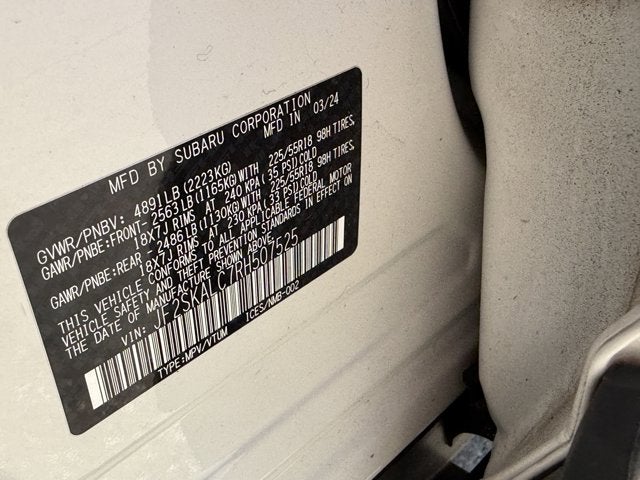 MFD BY SUBARU CORPORATION
MFD IN 03/24
GVWR/PNBV: 4891LB(2223KG)
GAWR/PNBE:FRONT- 2563LB(1165KG)WITH 225/55R18 98H TIRES,
18X7J RIMS AT 240 KPA( 35 PSI)COLD
GAWR/PNBE:REAR- 2486LB(1130KG)WITH 225/55R18 98H TIRES,
18X7J RIMS AT 230 KPA( 33 PSI)COLD
THIS VEHICLE CONFORMS TO ALL APPLICABLE FEDERAL MOTOR
VEHICLE SAFETY AND THEFT PREVENTION STANDARDS IN EFFECT ON
THE DATE OF MANUFACTURE SHOWN ABOVE.
VIN: JF2SKALC7RH507525
TYPE:MPV/VTUM ICES/NMB-002